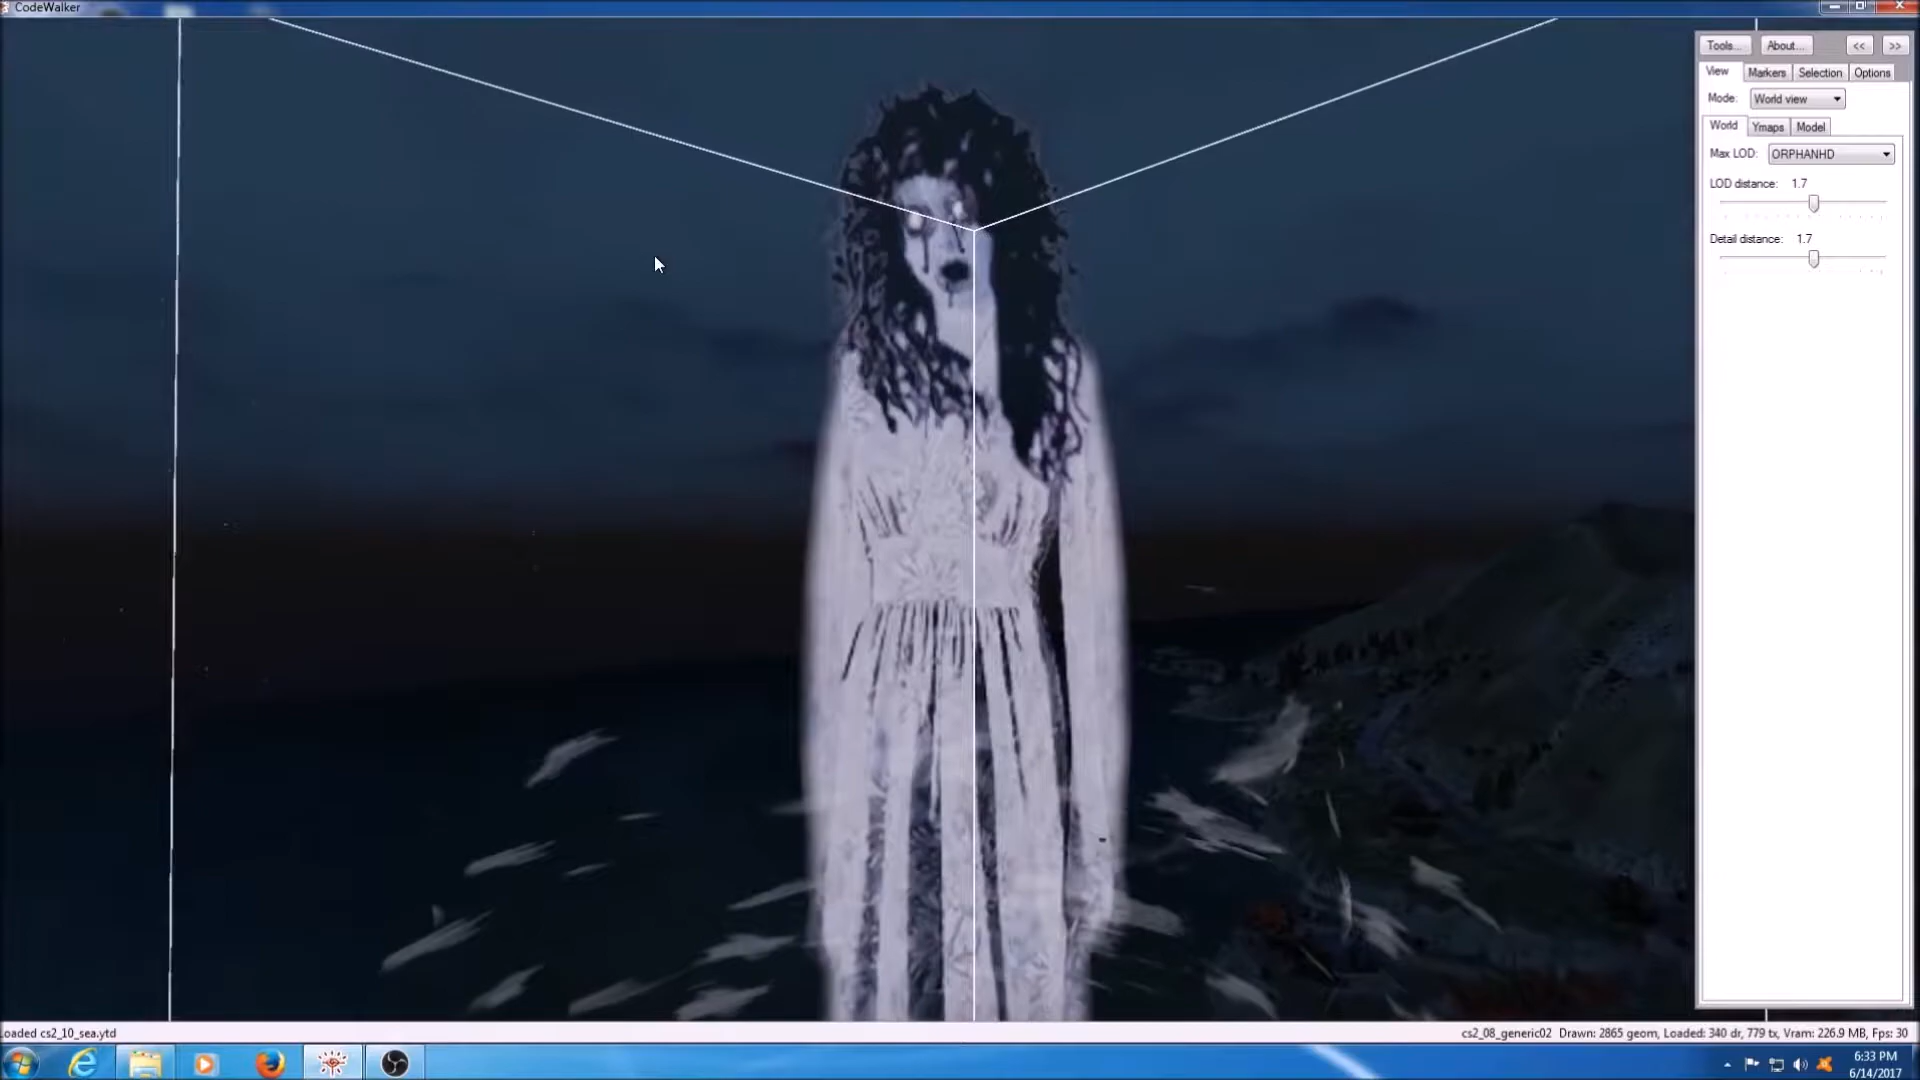 CodeWalker
Tools... About... << >>
View Markers Selection Options
Mode: World view
World Ymaps Model
Max LOD: ORPHANHD
LOD distance: 1.7
Detail distance: 1.7
Loaded cs2_10_sea.ytd
cs2_08_generic02 Drawn: 2865 geom, Loaded: 340 dr, 779 tx, Vram: 226.9 MB, Fps: 30
6:33 PM
6/14/2017